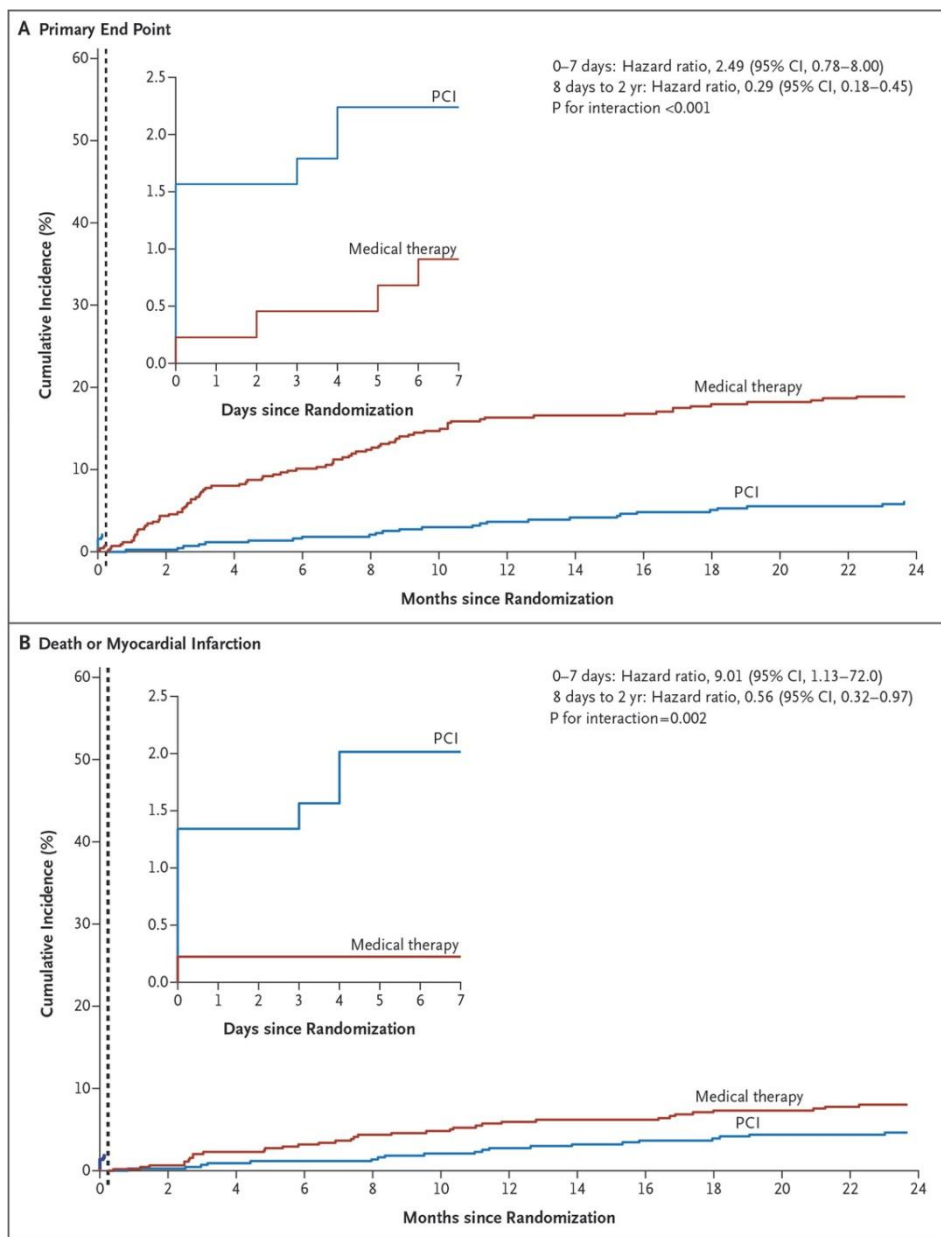 A Primary End Point
0–7 days: Hazard ratio, 2.49 (95% CI, 0.78–8.00)
8 days to 2 yr: Hazard ratio, 0.29 (95% CI, 0.18–0.45)
P for interaction <0.001
Cumulative Incidence (%)
60
50
40
30
20
10
0
2.5
2.0
1.5
1.0
0.5
0.0
PCI
Medical therapy
0 1 2 3 4 5 6 7
Days since Randomization
Medical therapy
PCI
0 2 4 6 8 10 12 14 16 18 20 22 24
Months since Randomization
B Death or Myocardial Infarction
0–7 days: Hazard ratio, 9.01 (95% CI, 1.13–72.0)
8 days to 2 yr: Hazard ratio, 0.56 (95% CI, 0.32–0.97)
P for interaction=0.002
Cumulative Incidence (%)
60
50
40
30
20
10
0
2.5
2.0
1.5
1.0
0.5
0.0
PCI
Medical therapy
0 1 2 3 4 5 6 7
Days since Randomization
Medical therapy
PCI
0 2 4 6 8 10 12 14 16 18 20 22 24
Months since Randomization